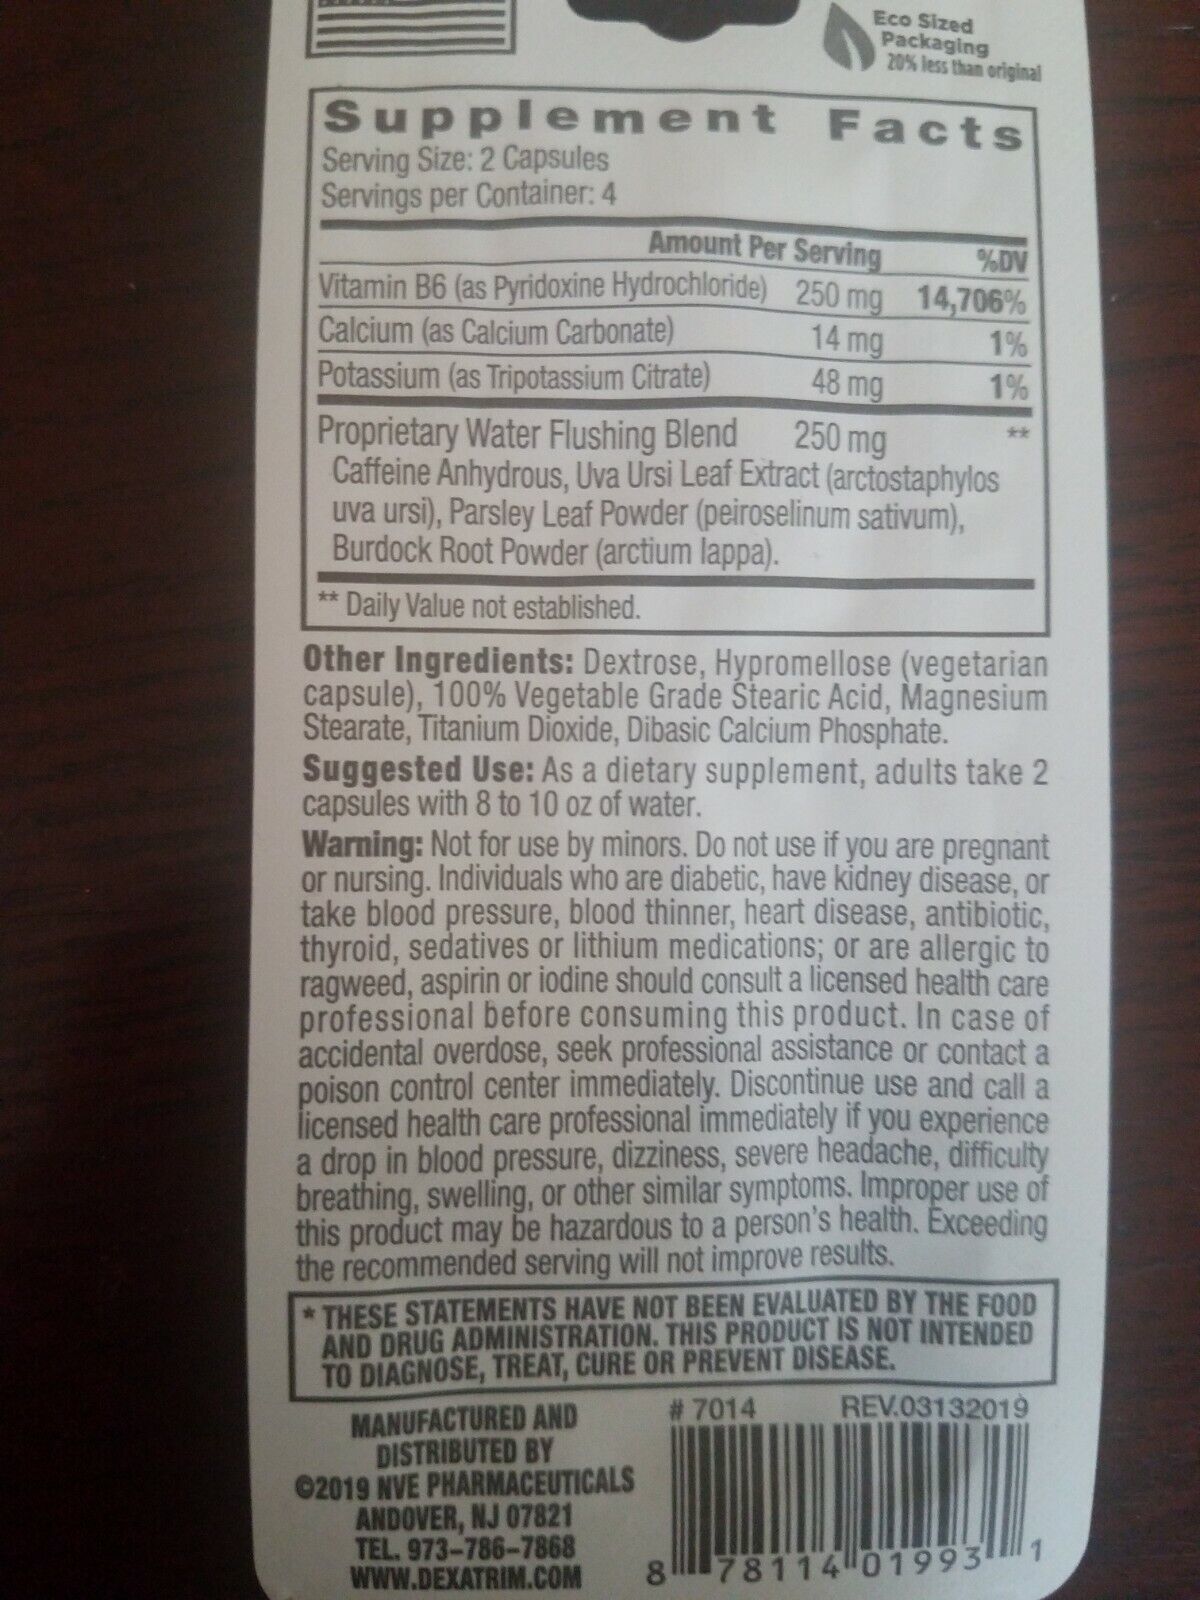 Eco Sized
Packaging
20% less than original
Supplement Facts
Serving Size: 2 Capsules
Servings per Container: 4
Amount Per Serving %DV
Vitamin B6 (as Pyridoxine Hydrochloride) 250 mg 14,706%
Calcium (as Calcium Carbonate) 14 mg 1%
Potassium (as Tripotassium Citrate) 48 mg 1%
Proprietary Water Flushing Blend 250 mg **
Caffeine Anhydrous, Uva Ursi Leaf Extract (arctostaphylos
uva ursi), Parsley Leaf Powder (peiroselinum sativum),
Burdock Root Powder (arctium lappa).
** Daily Value not established.
Other Ingredients: Dextrose, Hypromellose (vegetarian
capsule), 100% Vegetable Grade Stearic Acid, Magnesium
Stearate, Titanium Dioxide, Dibasic Calcium Phosphate.
Suggested Use: As a dietary supplement, adults take 2
capsules with 8 to 10 oz of water.
Warning: Not for use by minors. Do not use if you are pregnant
or nursing. Individuals who are diabetic, have kidney disease, or
take blood pressure, blood thinner, heart disease, antibiotic,
thyroid, sedatives or lithium medications; or are allergic to
ragweed, aspirin or iodine should consult a licensed health care
professional before consuming this product. In case of
accidental overdose, seek professional assistance or contact a
poison control center immediately. Discontinue use and call a
licensed health care professional immediately if you experience
a drop in blood pressure, dizziness, severe headache, difficulty
breathing, swelling, or other similar symptoms. Improper use of
this product may be hazardous to a person's health. Exceeding
the recommended serving will not improve results.
* THESE STATEMENTS HAVE NOT BEEN EVALUATED BY THE FOOD
AND DRUG ADMINISTRATION. THIS PRODUCT IS NOT INTENDED
TO DIAGNOSE, TREAT, CURE OR PREVENT DISEASE.
MANUFACTURED AND
DISTRIBUTED BY
©2019 NVE PHARMACEUTICALS
ANDOVER, NJ 07821
TEL. 973-786-7868
WWW.DEXATRIM.COM
# 7014 REV.03132019
8 78114 01993 1